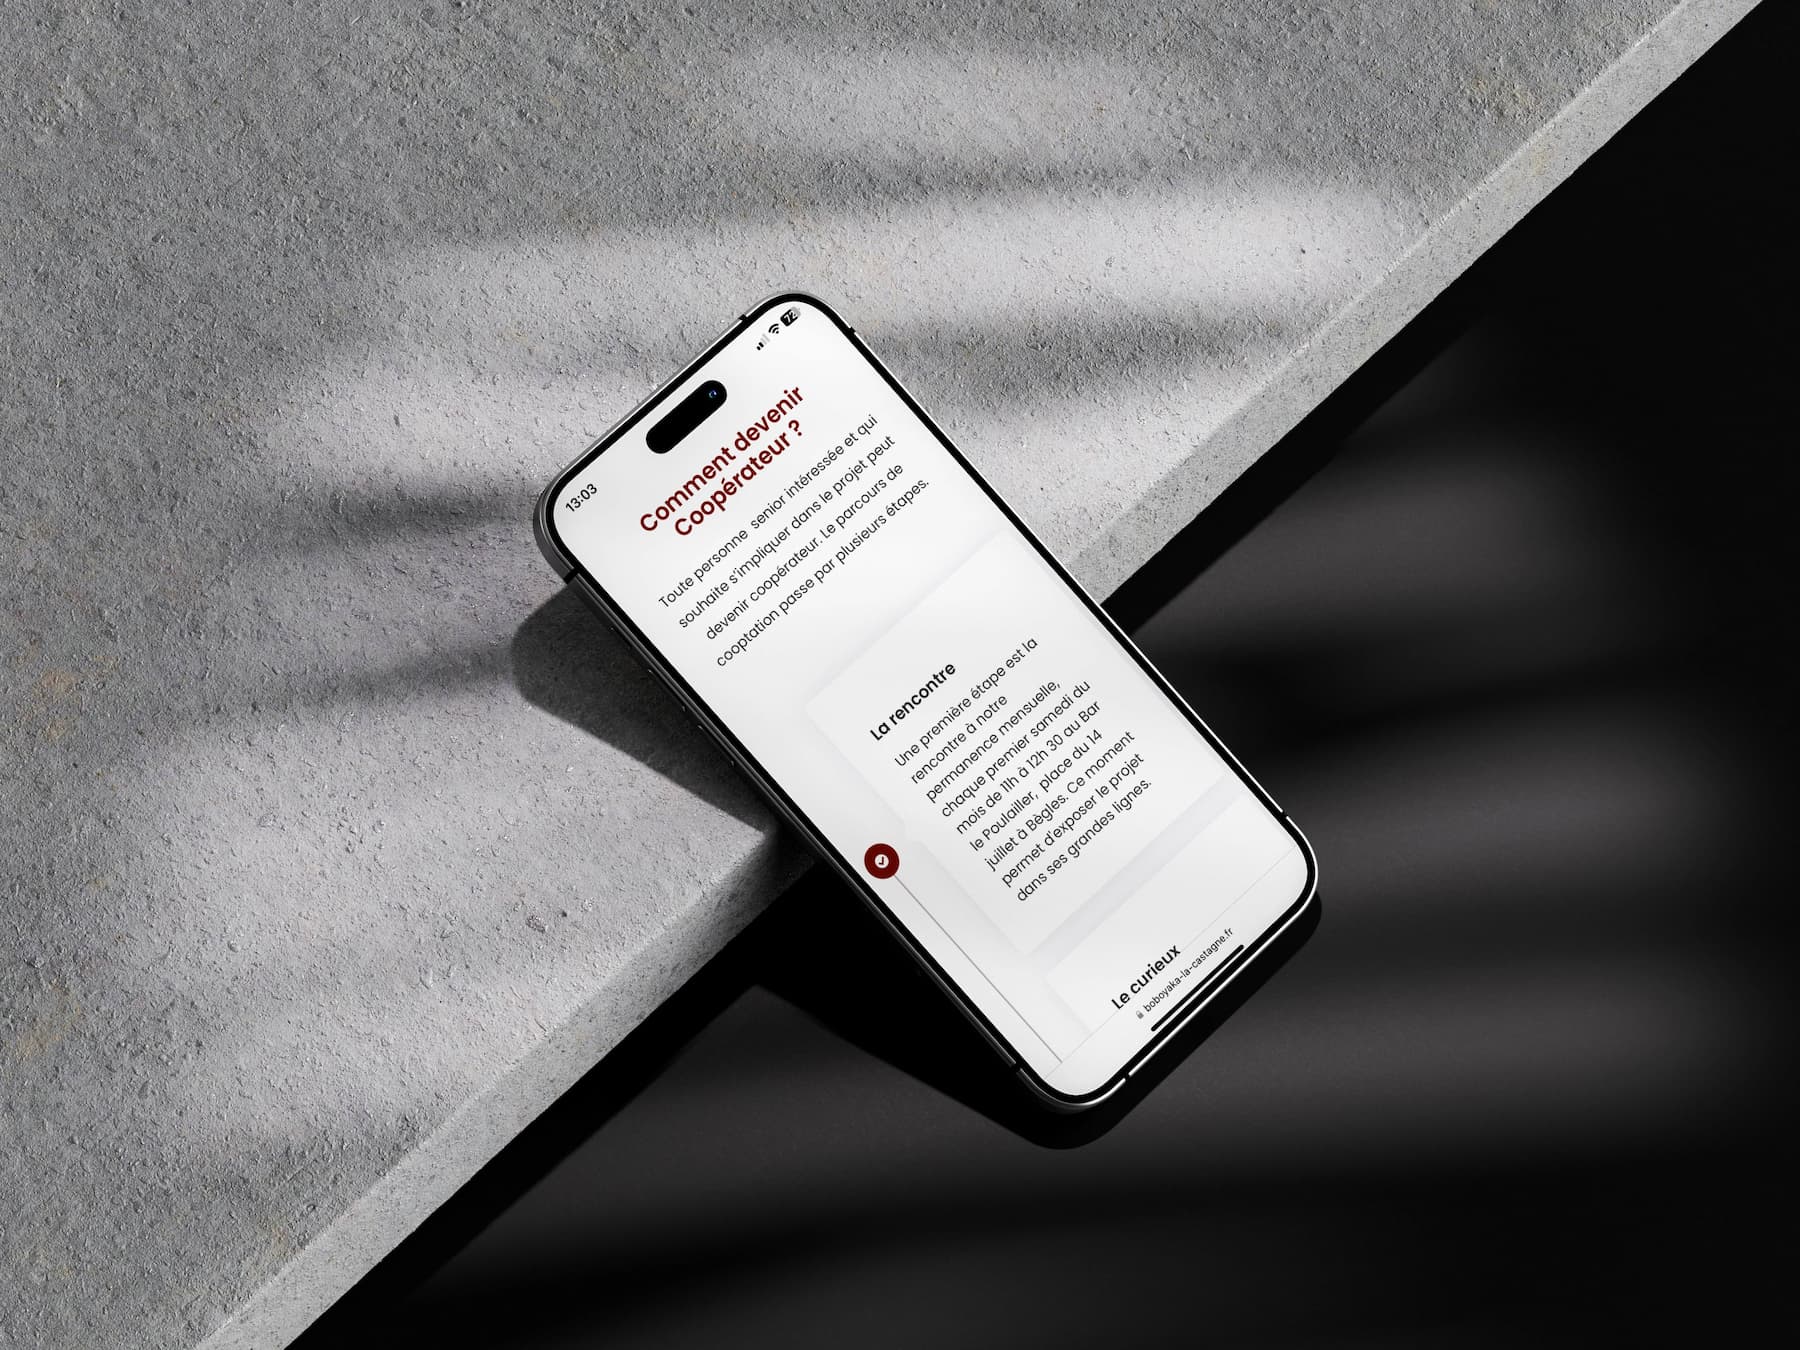 13:03
72
Comment devenir
Coopérateur ?
Toute personne senior intéressée et qui
souhaite s'impliquer dans le projet peut
devenir coopérateur. Le parcours de
cooptation passe par plusieurs étapes.
La rencontre
Une première étape est la
rencontre à notre
permanence mensuelle,
chaque premier samedi du
mois de 11h à 12h 30 au Bar
le Poulailler, place du 14
juillet à Bègles. Ce moment
permet d'exposer le projet
dans ses grandes lignes.
Le curieux
boboyaka-la-castagne.fr